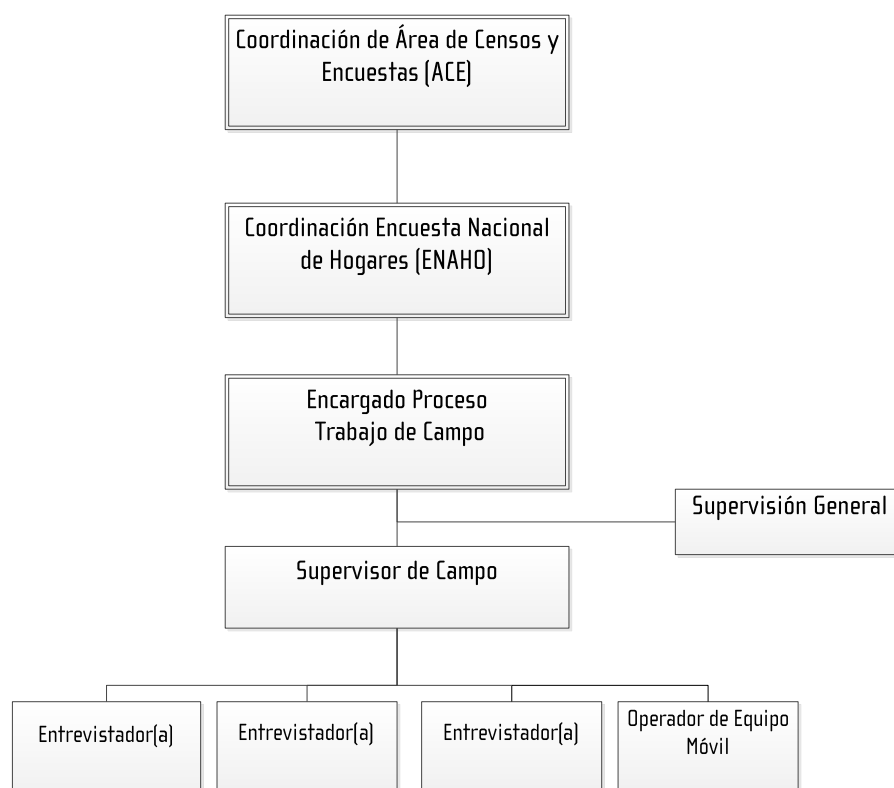 Coordinación de Área de Censos y
Encuestas (ACE)
Coordinación Encuesta Nacional
de Hogares (ENAHO)
Encargado Proceso
Trabajo de Campo
Supervisión General
Supervisor de Campo
Entrevistador(a)
Entrevistador(a)
Entrevistador(a)
Operador de Equipo
Móvil